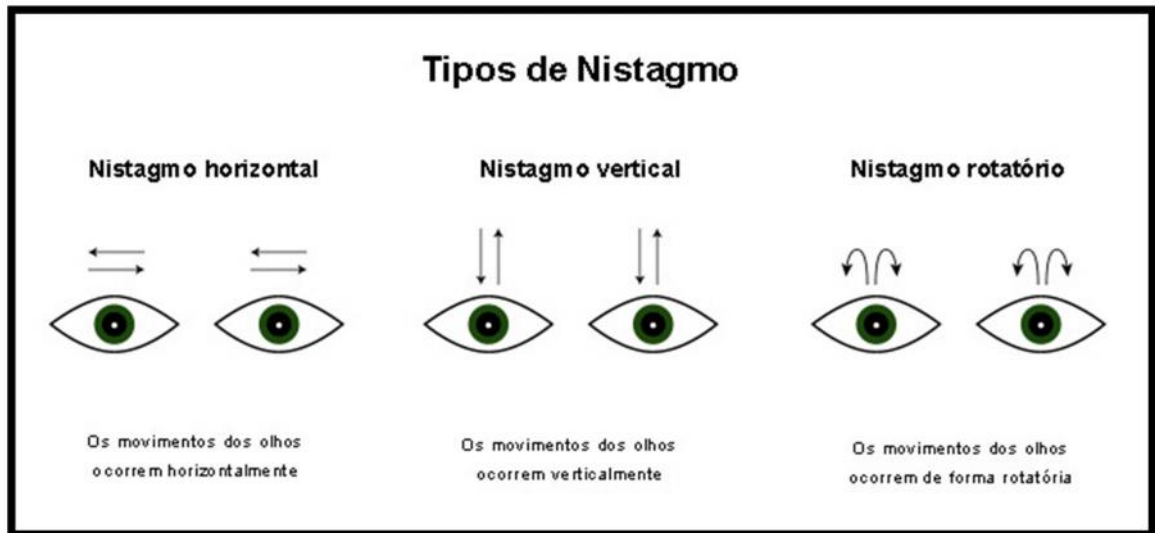 Tipos de Nistagmo
Nistagmo horizontal
Os movimentos dos olhos
ocorrem horizontalmente
Nistagmo vertical
Os movimentos dos olhos
ocorrem verticalmente
Nistagmo rotatório
Os movimentos dos olhos
ocorrem de forma rotatória